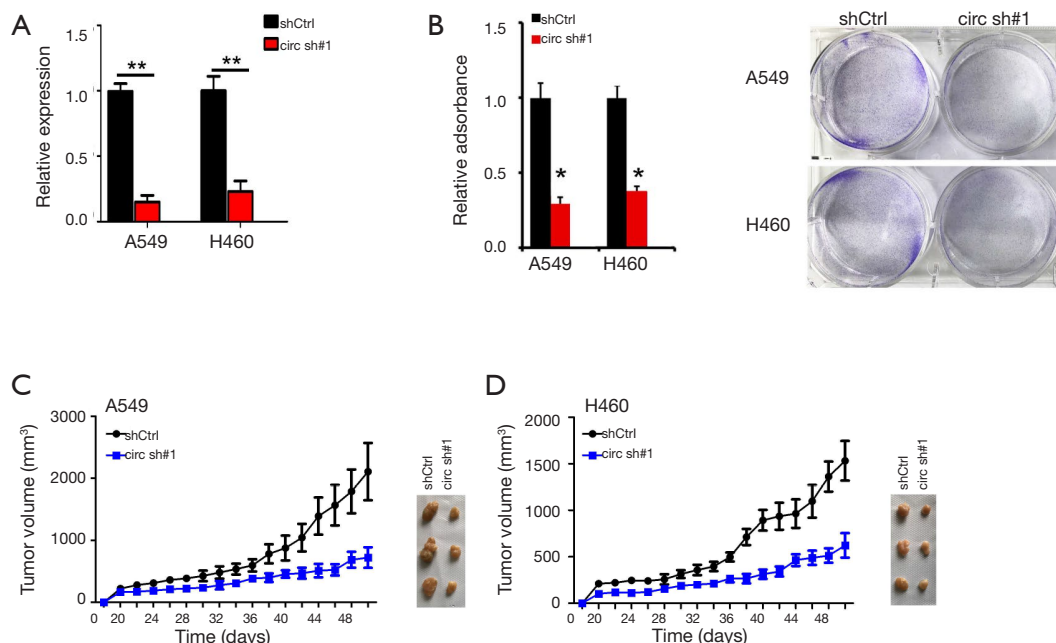 A
shCtrl
circ sh#1
Relative expression
1.5
1.0
0.5
0.0
**
**
A549
H460
B
shCtrl
circ sh#1
Relative adsorbance
1.0
0.5
0.0
*
*
A549
H460
shCtrl
circ sh#1
A549
H460
C
A549
shCtrl
circ sh#1
Tumor volume (mm³)
3000
2000
1000
0
0 20 24 28 32 36 40 44 48
Time (days)
shCtrl
circ sh#1
D
H460
shCtrl
circ sh#1
Tumor volume (mm³)
2000
1500
1000
500
0
0 20 24 28 32 36 40 44 48
Time (days)
shCtrl
circ sh#1